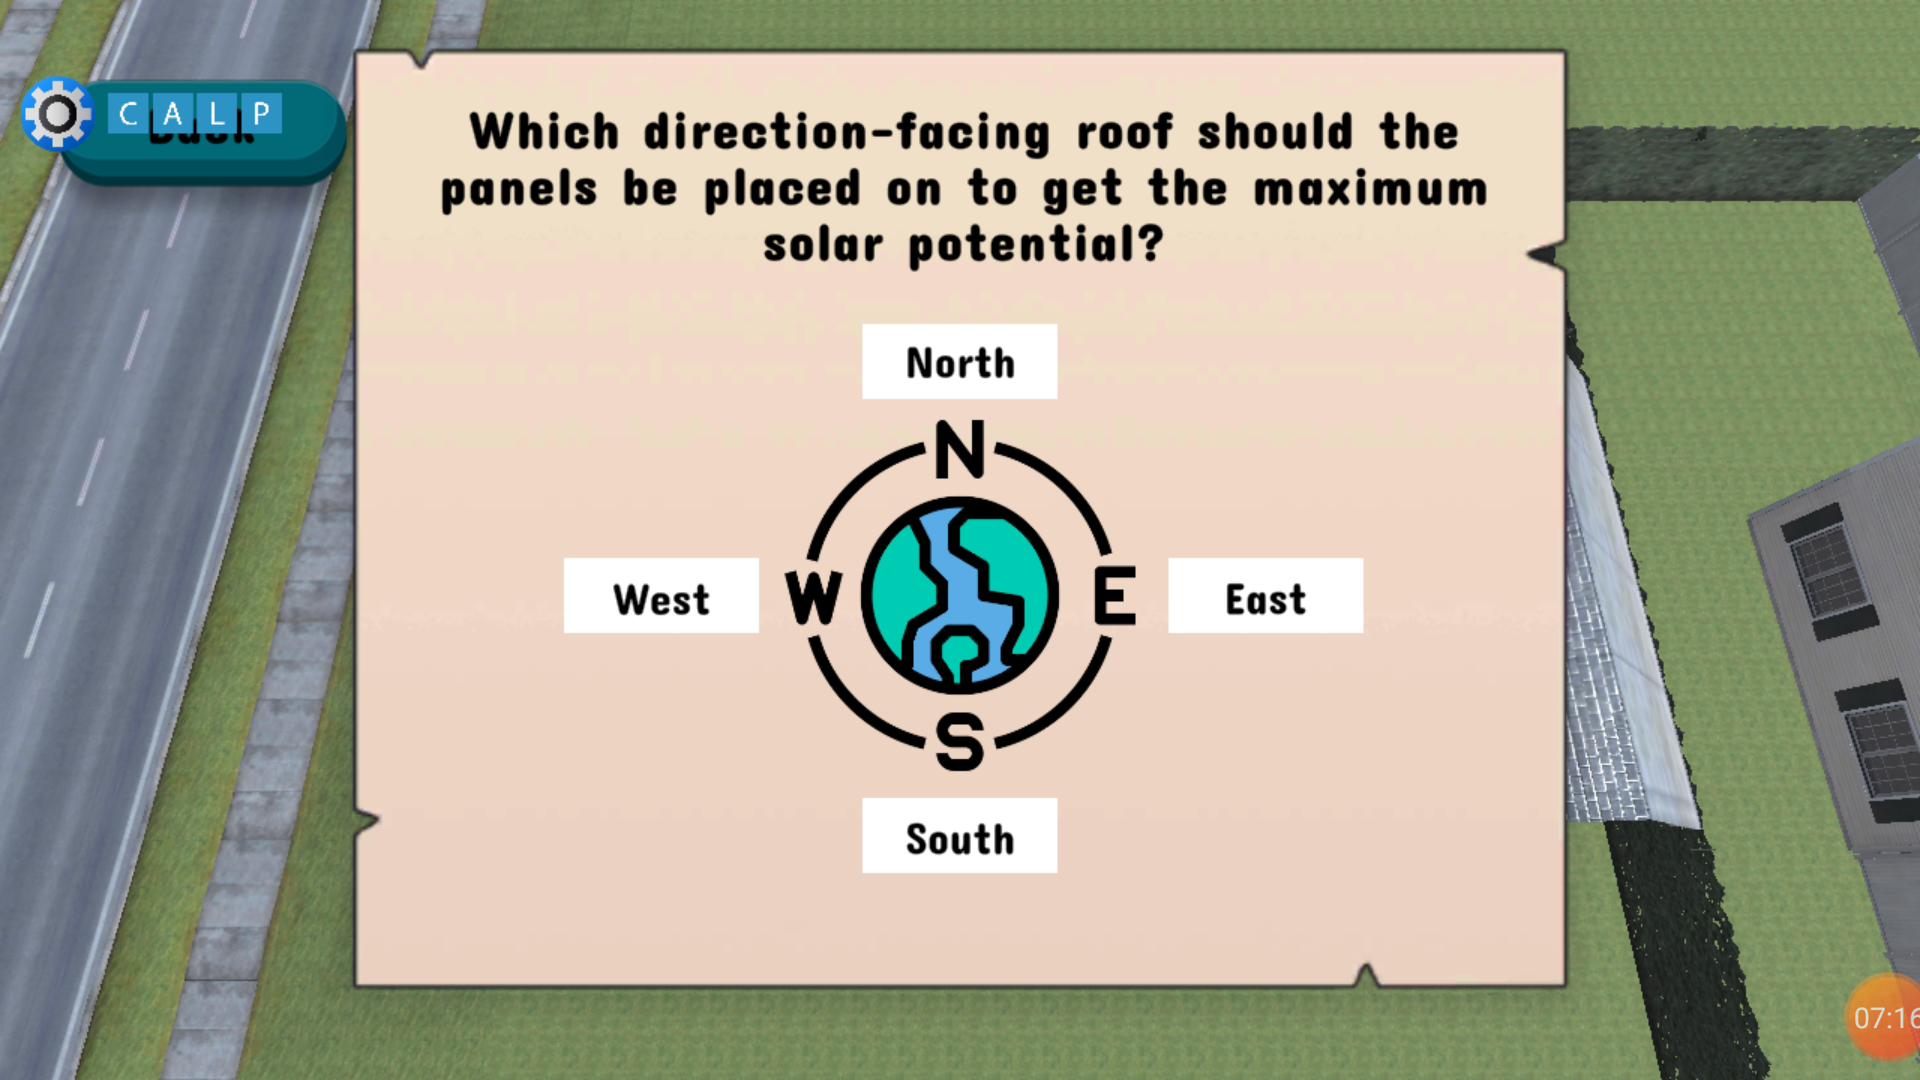 C A L P
Back
Which direction-facing roof should the
panels be placed on to get the maximum
solar potential?
North
N
West
W
E
East
S
South
07:16